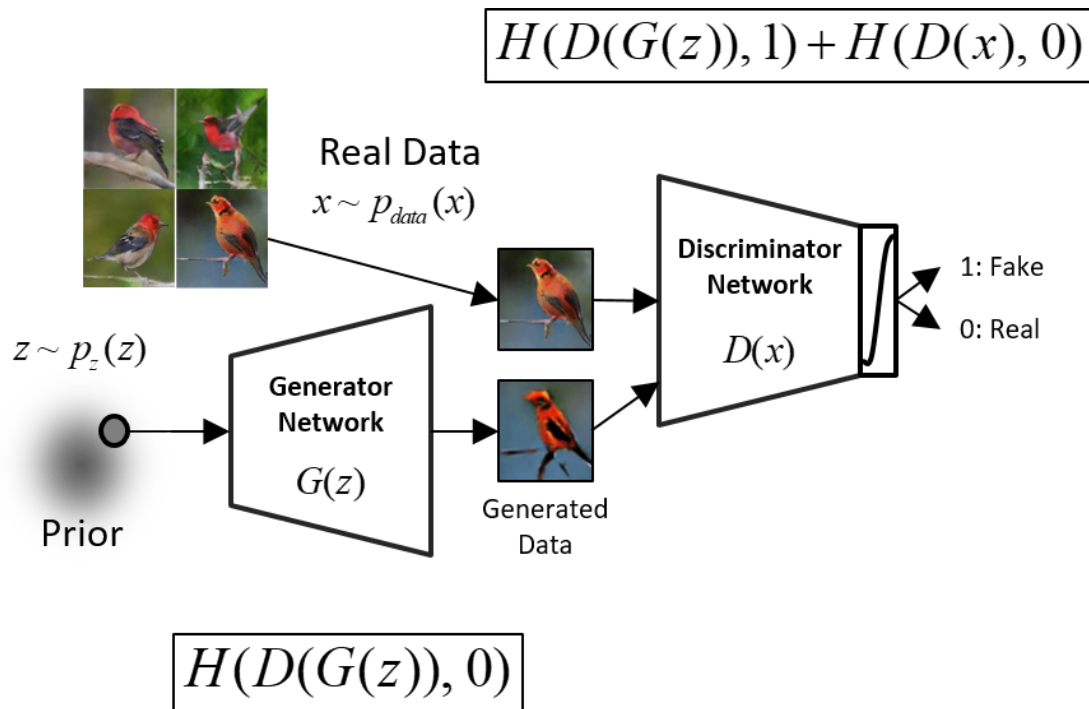 H(D(G(z)), 1) + H(D(x), 0)
Real Data
x ~ p_data(x)
z ~ p_z(z)
Prior
Generator
Network
G(z)
Generated
Data
Discriminator
Network
D(x)
1: Fake
0: Real
H(D(G(z)), 0)